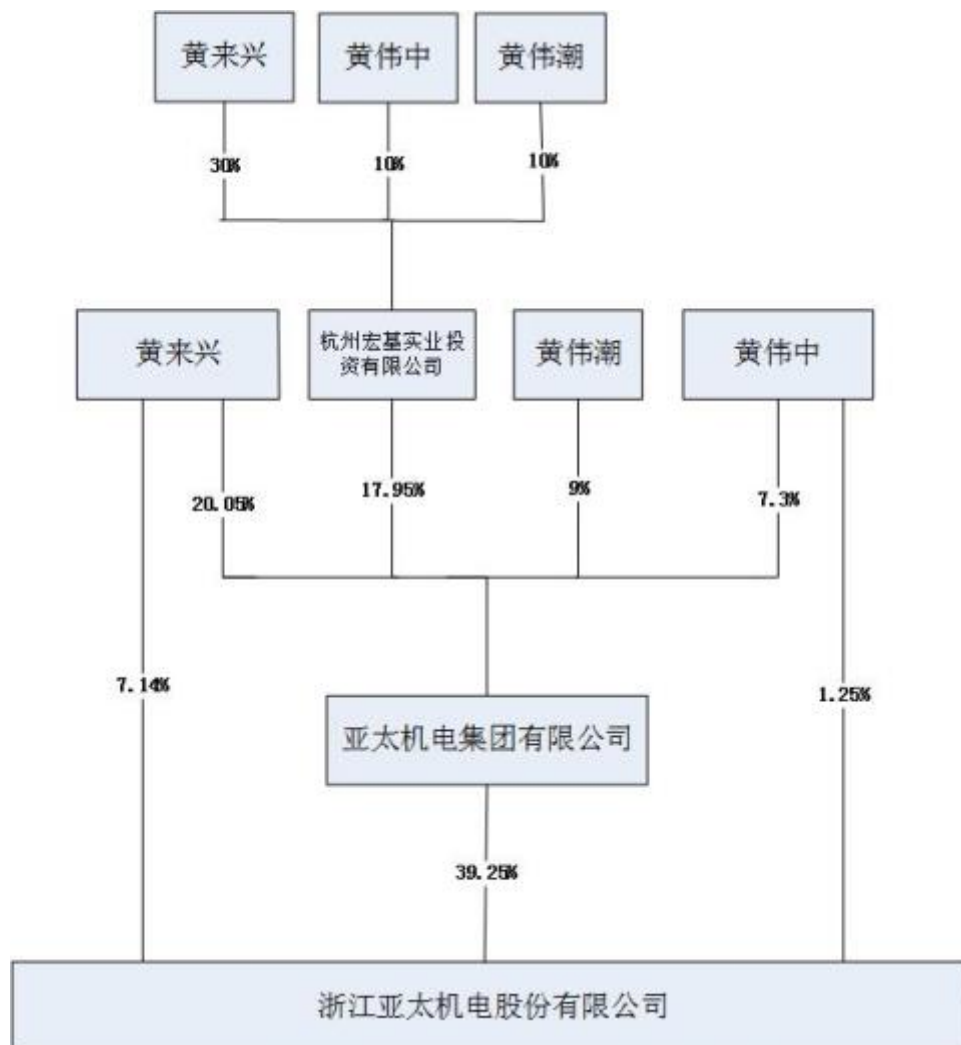 黄来兴
黄伟中
黄伟潮
30%
10%
10%
黄来兴
杭州宏基实业投
资有限公司
黄伟潮
黄伟中
20.05%
17.95%
9%
7.3%
7.14%
1.25%
亚太机电集团有限公司
39.25%
浙江亚太机电股份有限公司